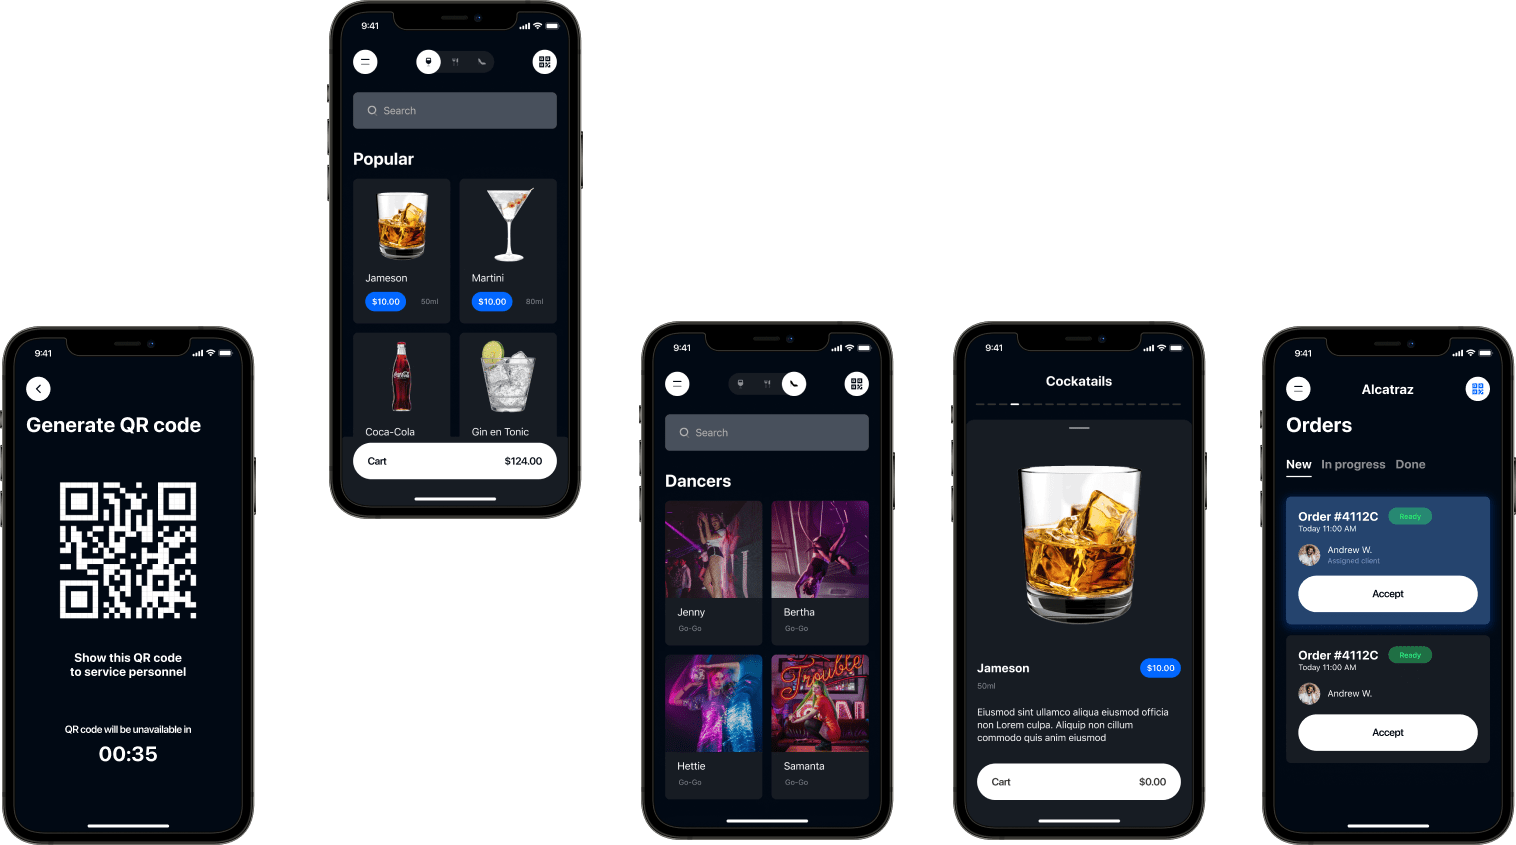 9:41
Generate QR code
Show this QR code
to service personnel
QR code will be unavailable in
00:35
9:41
Search
Popular
Jameson
$10.00 50ml
Martini
$10.00 80ml
Coca-Cola
Coca-Cola
Gin en Tonic
Cart $124.00
9:41
Search
Dancers
Jenny
Go-Go
Bertha
Go-Go
Hettie
Go-Go
Trouble
Samanta
Go-Go
9:41
Cockatails
Jameson $10.00
50ml
Eiusmod sint ullamco aliqua eiusmod officia
non Lorem culpa. Aliquip non cillum
commodo quis anim eiusmod
Cart $0.00
9:41
Alcatraz
Orders
New In progress Done
Order #4112C Ready
Today 11:00 AM
Andrew W.
Assigned client
Accept
Order #4112C Ready
Today 11:00 AM
Andrew W.
Accept